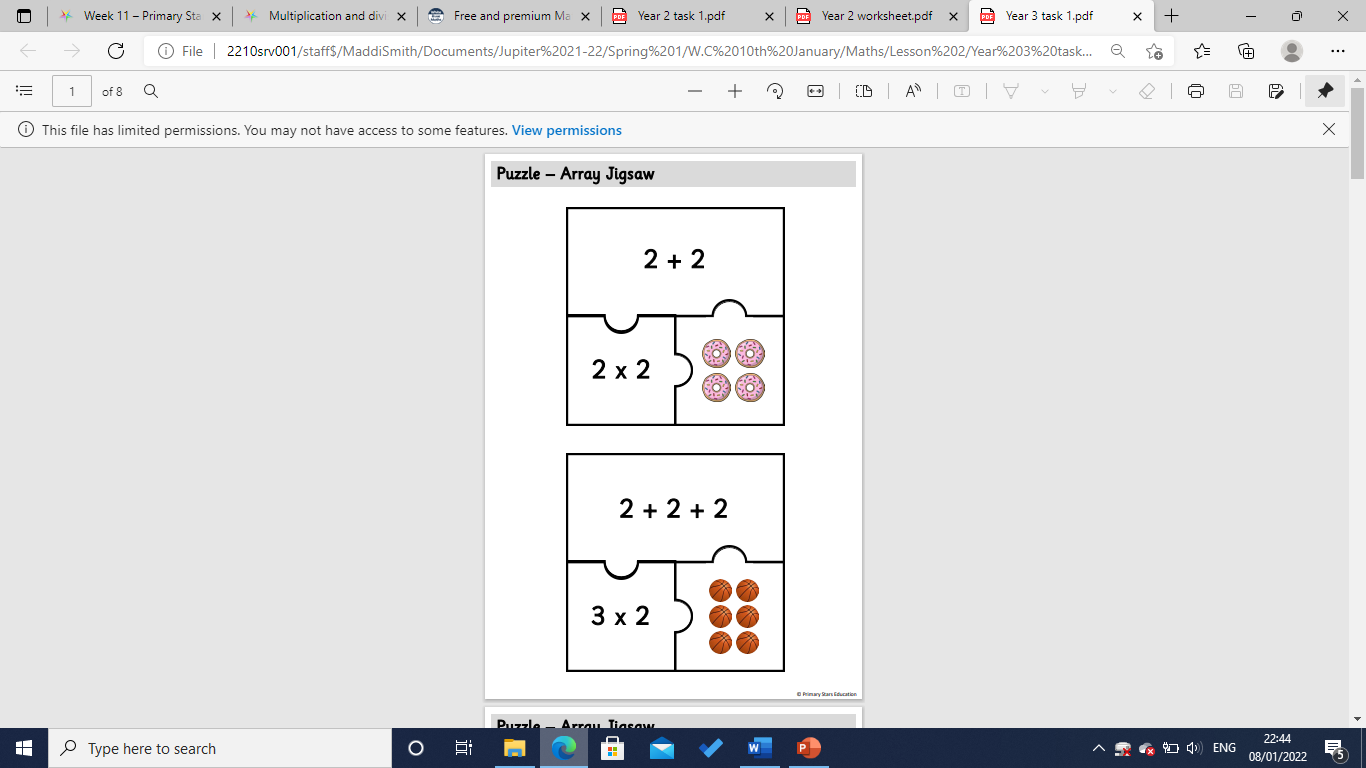 Week 11 – Primary Sta
Multiplication and divi
Free and premium Ma
Year 2 task 1.pdf
Year 2 worksheet.pdf
Year 3 task 1.pdf
File
2210srv001/staff$/MaddiSmith/Documents/Jupiter%2021-22/Spring%201/W.C%2010th%20January/Maths/Lesson%202/Year%203%20task...
1 of 8
This file has limited permissions. You may not have access to some features. View permissions
Puzzle – Array Jigsaw
2 + 2
2 x 2
2 + 2 + 2
3 x 2
© Primary Stars Education
Puzzle – Array Jigsaw
Type here to search
ENG
22:44
08/01/2022
5